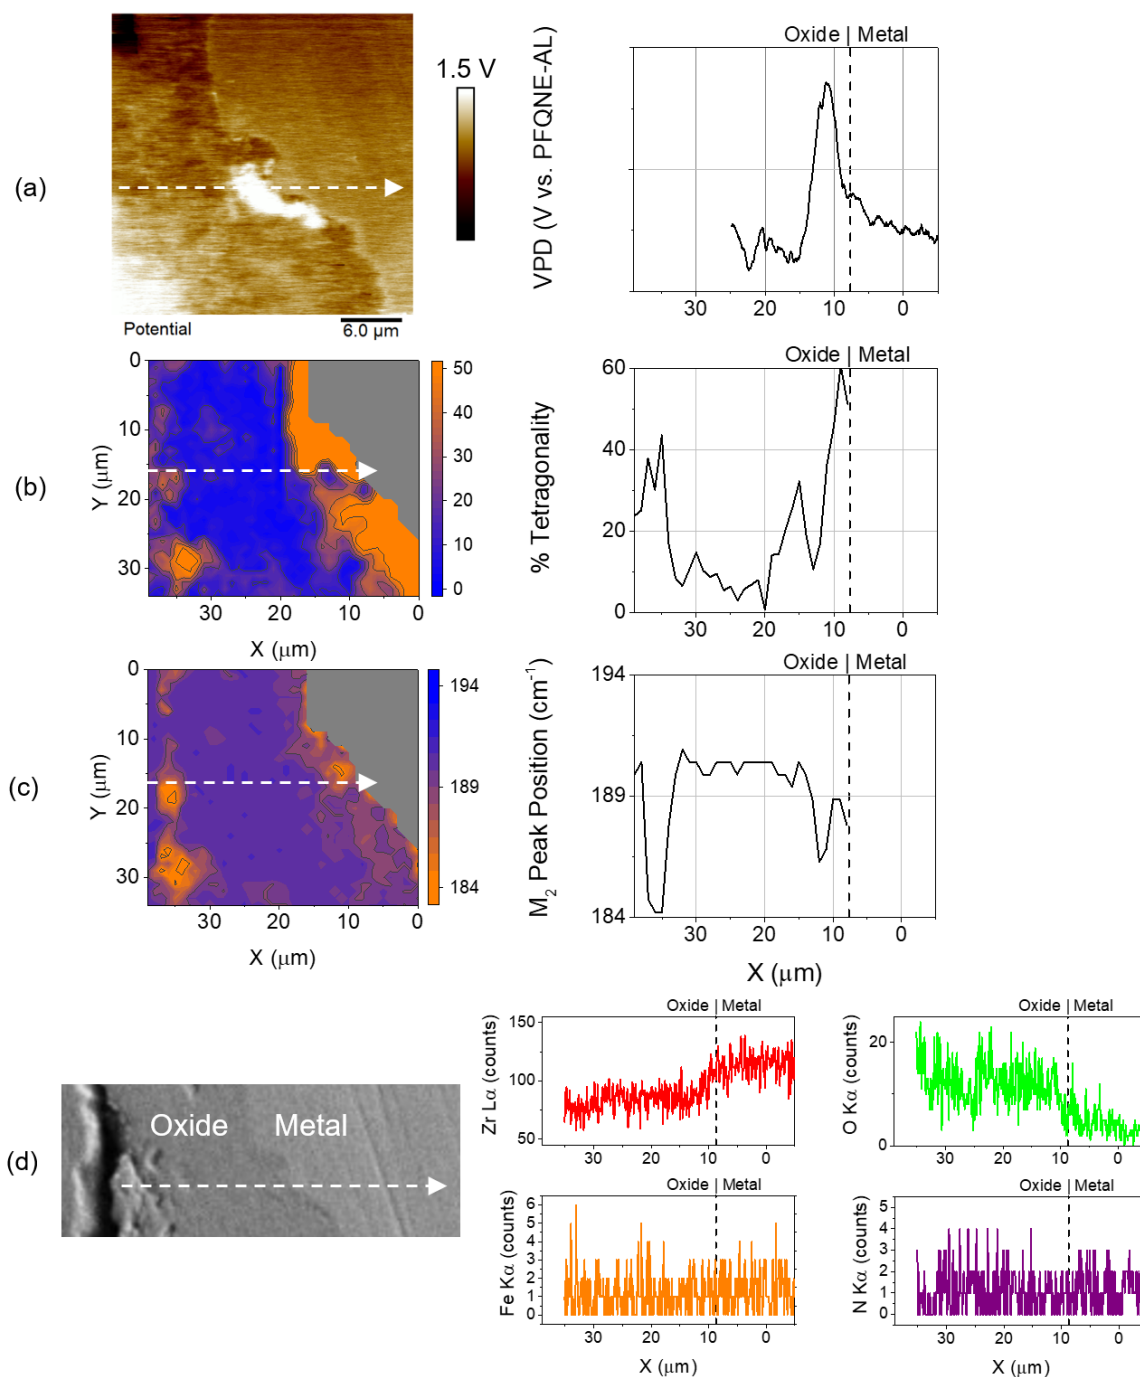 (a)
1.5 V
Potential
6.0 µm
Oxide | Metal
VPD (V vs. PFQNE-AL)
30 20 10 0
(b)
0
10
20
30
Y (µm)
30 20 10 0
X (µm)
50
40
30
20
10
0
Oxide | Metal
60
40
20
0
% Tetragonality
30 20 10 0
(c)
0
10
20
30
Y (µm)
30 20 10 0
X (µm)
194
189
184
Oxide | Metal
194
189
184
M₂ Peak Position (cm⁻¹)
30 20 10 0
X (µm)
(d)
Oxide Metal
Oxide | Metal
150
100
50
Zr Lα (counts)
30 20 10 0
Oxide | Metal
20
10
0
O Kα (counts)
30 20 10 0
Oxide | Metal
6
5
4
3
2
1
0
Fe Kα (counts)
30 20 10 0
X (µm)
Oxide | Metal
6
5
4
3
2
1
0
N Kα (counts)
30 20 10 0
X (µm)